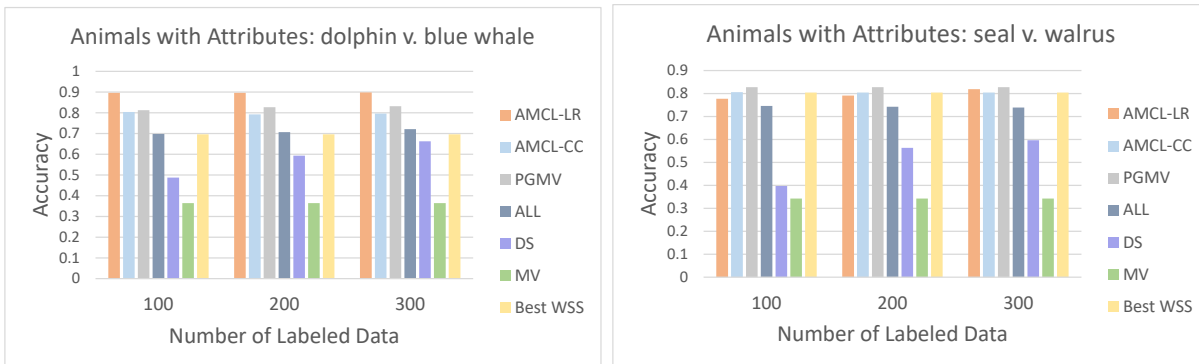 Animals with Attributes: dolphin v. blue whale
Accuracy
1
0.9
0.8
0.7
0.6
0.5
0.4
0.3
0.2
0.1
0
100 200 300
Number of Labeled Data
AMCL-LR
AMCL-CC
PGMV
ALL
DS
MV
Best WSS
Animals with Attributes: seal v. walrus
Accuracy
0.9
0.8
0.7
0.6
0.5
0.4
0.3
0.2
0.1
0
100 200 300
Number of Labeled Data
AMCL-LR
AMCL-CC
PGMV
ALL
DS
MV
Best WSS